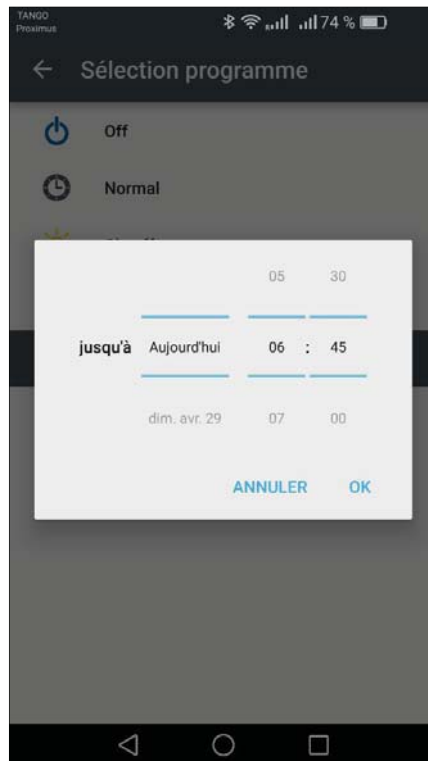 TANGO
Proximus
74 %
Sélection programme
Off
Normal
05 30
jusqu'à Aujourd'hui 06 : 45
dim. avr. 29 07 00
ANNULER OK